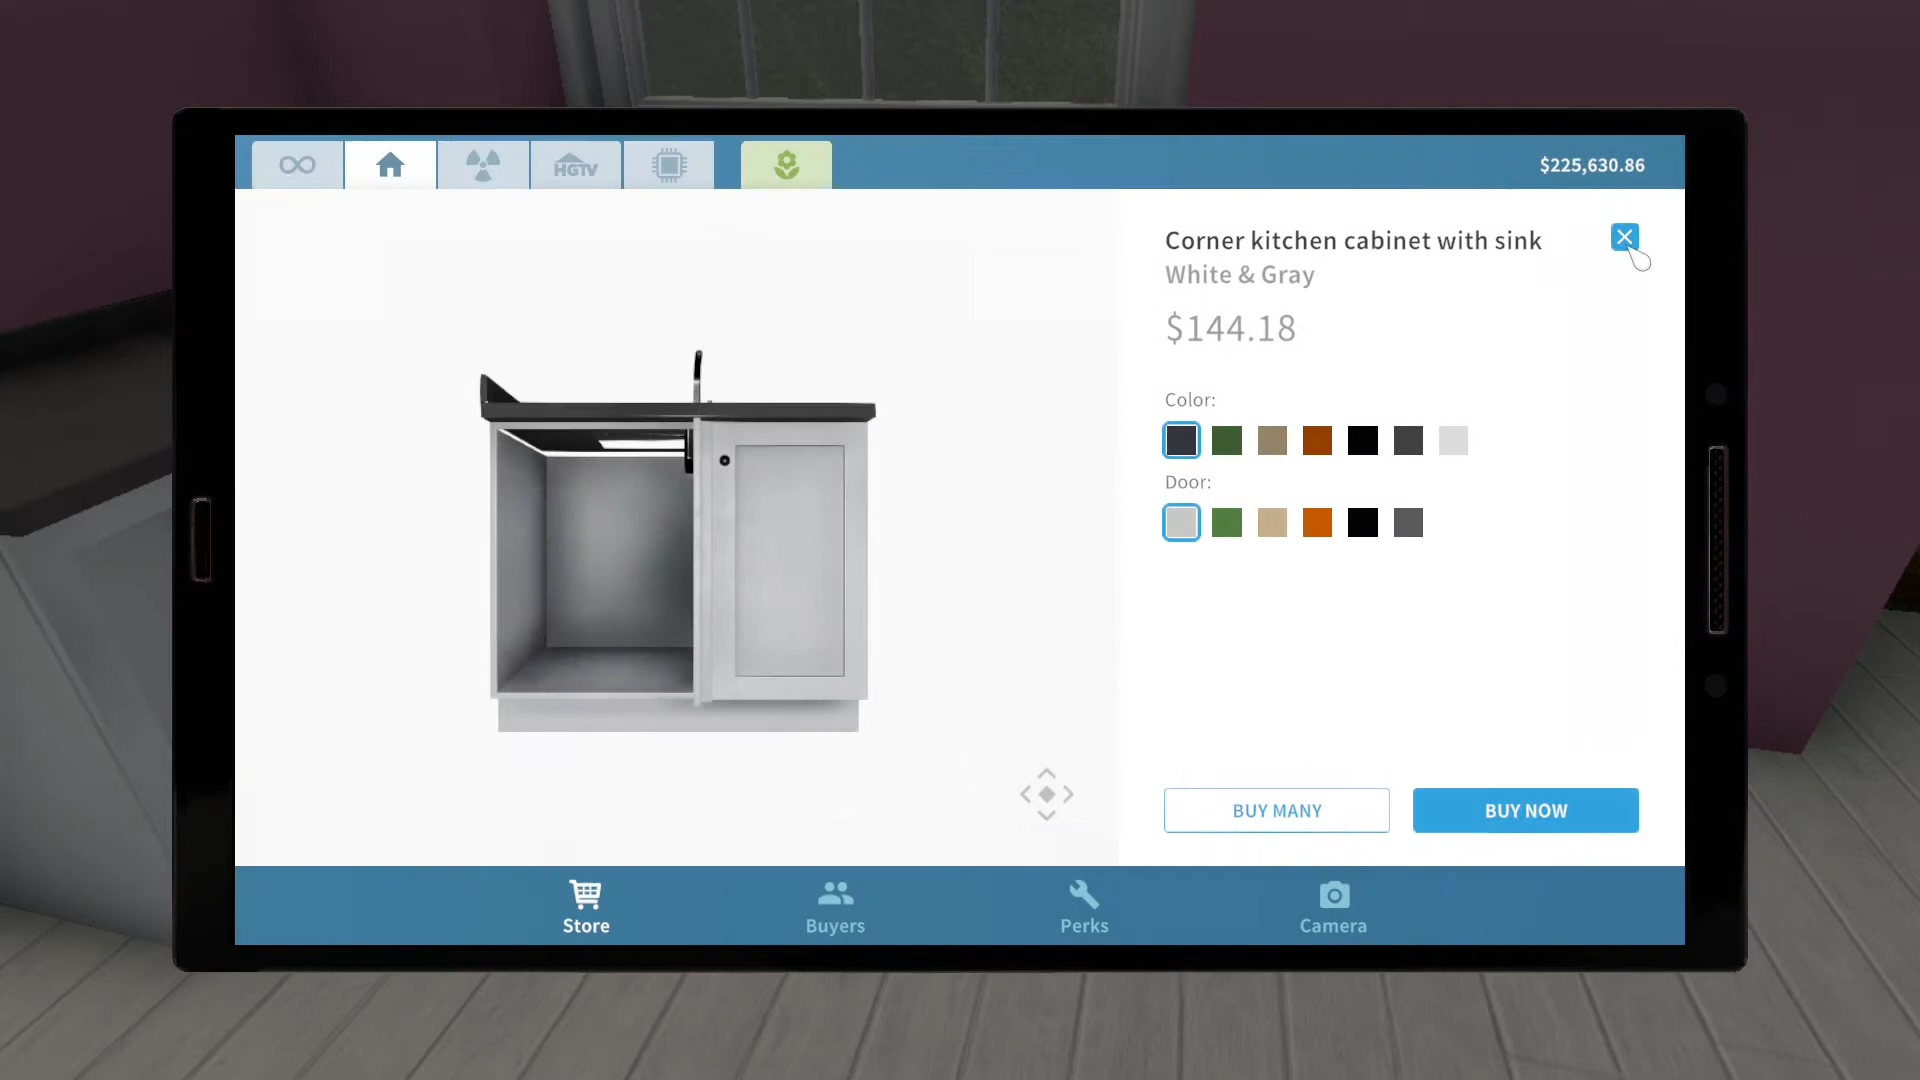 HGTV
$225,630.86
Corner kitchen cabinet with sink
White & Gray
$144.18
Color:
Door:
BUY MANY
BUY NOW
Store
Buyers
Perks
Camera